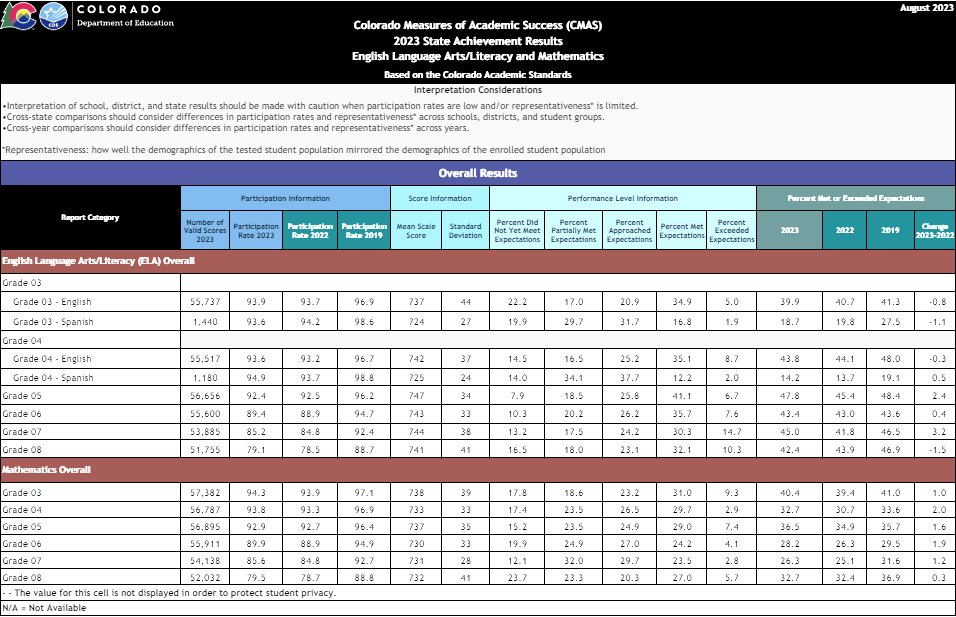 COLORADO
Department of Education
CDE
August 2023
Colorado Measures of Academic Success (CMAS)
2023 State Achievement Results
English Language Arts/Literacy and Mathematics
Based on the Colorado Academic Standards
Interpretation Considerations
•Interpretation of school, district, and state results should be made with caution when participation rates are low and/or representativeness* is limited.
•Cross-state comparisons should consider differences in participation rates and representativeness* across schools, districts, and student groups.
•Cross-year comparisons should consider differences in participation rates and representativeness* across years.
*Representativeness: how well the demographics of the tested student population mirrored the demographics of the enrolled student population
Overall Results
Report Category
Participation Information Score Information Performance Level Information Percent Met or Exceeded Expectations
Number of Valid Scores 2023 Participation Rate 2023 Participation Rate 2022 Participation Rate 2019 Mean Scale Score Standard Deviation Percent Did Not Yet Meet Expectations Percent Partially Met Expectations Percent Approached Expectations Percent Met Expectations Percent Exceeded Expectations 2023 2022 2019 Change 2023-2022
English Language Arts/Literacy (ELA) Overall
Grade 03
Grade 03 - English 55,737 93.9 93.7 96.9 737 44 22.2 17.0 20.9 34.9 5.0 39.9 40.7 41.3 -0.8
Grade 03 - Spanish 1,440 93.6 94.2 98.6 724 27 19.9 29.7 31.7 16.8 1.9 18.7 19.8 27.5 -1.1
Grade 04
Grade 04 - English 55,517 93.6 93.2 96.7 742 37 14.5 16.5 25.2 35.1 8.7 43.8 44.1 48.0 -0.3
Grade 04 - Spanish 1,180 94.9 93.7 98.8 725 24 14.0 34.1 37.7 12.2 2.0 14.2 13.7 19.1 0.5
Grade 05 56,656 92.4 92.5 96.2 747 34 7.9 18.5 25.8 41.1 6.7 47.8 45.4 48.4 2.4
Grade 06 55,600 89.4 88.9 94.7 743 33 10.3 20.2 26.2 35.7 7.6 43.4 43.0 43.6 0.4
Grade 07 53,885 85.2 84.8 92.4 744 38 13.2 17.5 24.2 30.3 14.7 45.0 41.8 46.5 3.2
Grade 08 51,755 79.1 78.5 88.7 741 41 16.5 18.0 23.1 32.1 10.3 42.4 43.9 46.9 -1.5
Mathematics Overall
Grade 03 57,382 94.3 93.9 97.1 738 39 17.8 18.6 23.2 31.0 9.3 40.4 39.4 41.0 1.0
Grade 04 56,787 93.8 93.3 96.9 733 33 17.4 23.5 26.5 29.7 2.9 32.7 30.7 33.6 2.0
Grade 05 56,895 92.9 92.7 96.4 737 35 15.2 23.5 24.9 29.0 7.4 36.5 34.9 35.7 1.6
Grade 06 55,911 89.9 88.9 94.9 730 33 19.9 24.9 27.0 24.2 4.1 28.2 26.3 29.5 1.9
Grade 07 54,138 85.6 84.8 92.7 731 28 12.1 32.0 29.7 23.5 2.8 26.3 25.1 31.6 1.2
Grade 08 52,032 79.5 78.7 88.8 732 41 23.7 23.3 20.3 27.0 5.7 32.7 32.4 36.9 0.3
- - The value for this cell is not displayed in order to protect student privacy.
N/A = Not Available